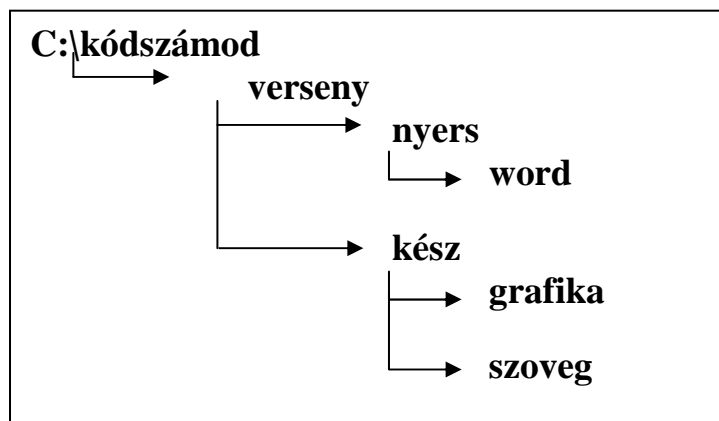 C:\kódszámod
verseny
nyers
word
kész
grafika
szoveg